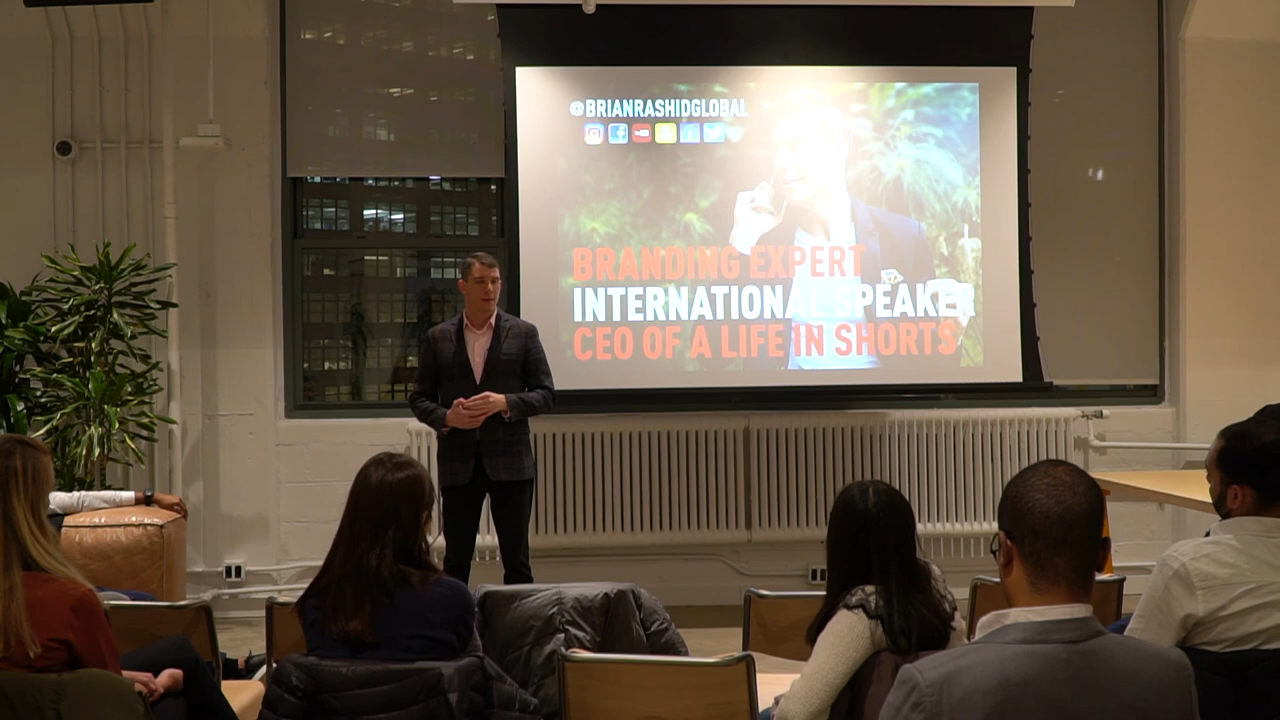 @BRIANRASHIDGLOBAL
BRANDING EXPERT
INTERNATIONAL SPEAKER
CEO OF A LIFE IN SHORTS